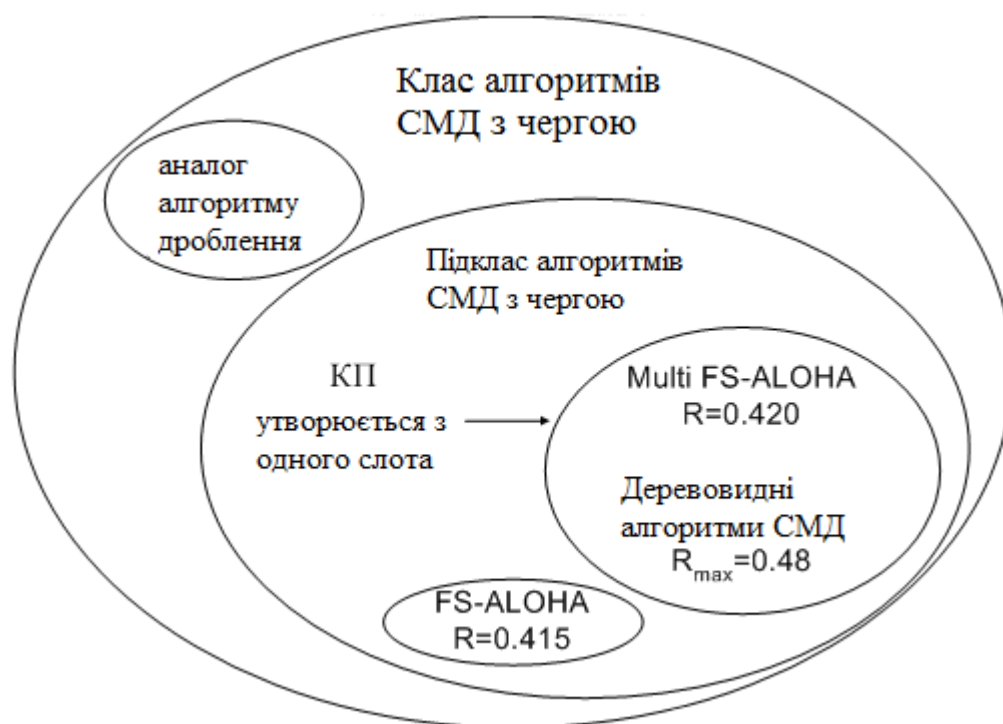 Клас алгоритмів
СМД з чергою
аналог
алгоритму
дроблення
Підклас алгоритмів
СМД з чергою
КП
утворюється з
одного слота
Multi FS-ALOHA
R=0.420
Деревовидні
алгоритми СМД
Rmax=0.48
FS-ALOHA
R=0.415